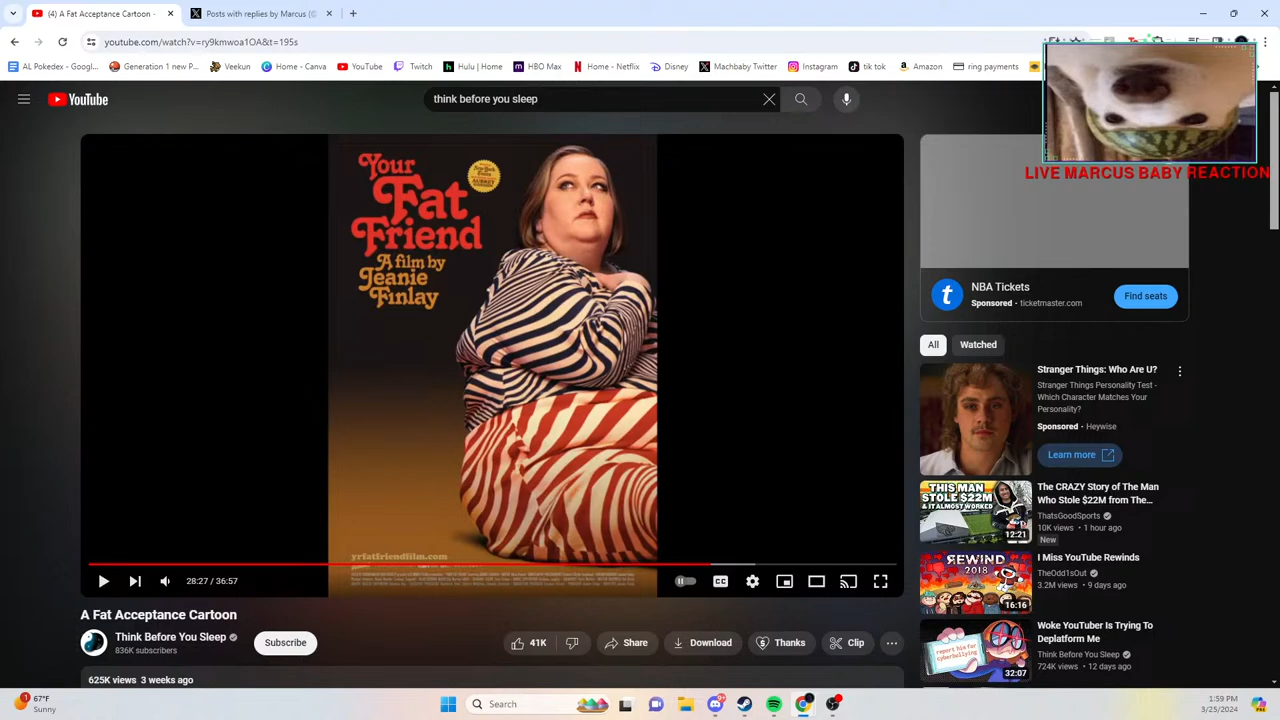 (4) A Fat Acceptance Cartoon -
Posts with replies by Marcus (
youtube.com/watch?v=ry9kmwoa1OA&t=195s
AL Pokedex - Googl...
Generation 1 new P...
Veekun
Home - Canva
YouTube
Twitch
Hulu | Home
HBO Max
Home - Netflix
Disney
Machbaby Twitter
Instagram
tik tok
Amazon
ring payments
YouTube
think before you sleep
LIVE MARCUS BABY REACTION
Your
Fat
Friend
A film by
Jeanie
Finlay
yrfatfriendfilm.com
NBA Tickets
Sponsored · ticketmaster.com
Find seats
All
Watched
Stranger Things: Who Are U?
Stranger Things Personality Test -
Which Character Matches Your
Personality?
Sponsored · Heywise
Learn more
THIS MAN
STOLE $22M
& IT ALMOST WORKED
12:21
The CRAZY Story of The Man
Who Stole $22M from The...
ThatsGoodSports
10K views · 1 hour ago
New
REWIND
2018
16:16
I Miss YouTube Rewinds
TheOdd1sOut
3.2M views · 9 days ago
report him for
cyberbullying
32:07
Woke YouTuber Is Trying To
Deplatform Me
Think Before You Sleep
724K views · 12 days ago
CC
A Fat Acceptance Cartoon
Think Before You Sleep
836K subscribers
Subscribe
41K
Share
Download
Thanks
Clip
625K views 3 weeks ago
67°F
Sunny
Search
1:59 PM
3/25/2024